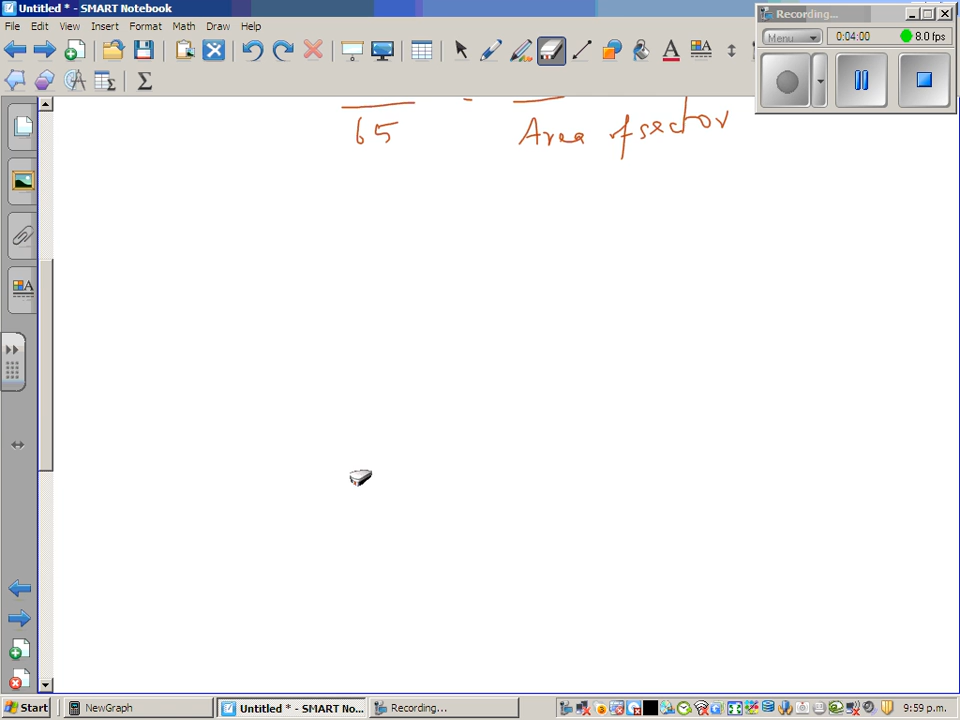 Untitled * - SMART Notebook
File Edit View Insert Format Math Draw Help
Recording...
Menu 0:04:00 8.0 fps
65 = Area of sector
Start NewGraph Untitled * - SMART No... Recording... 9:59 p.m.